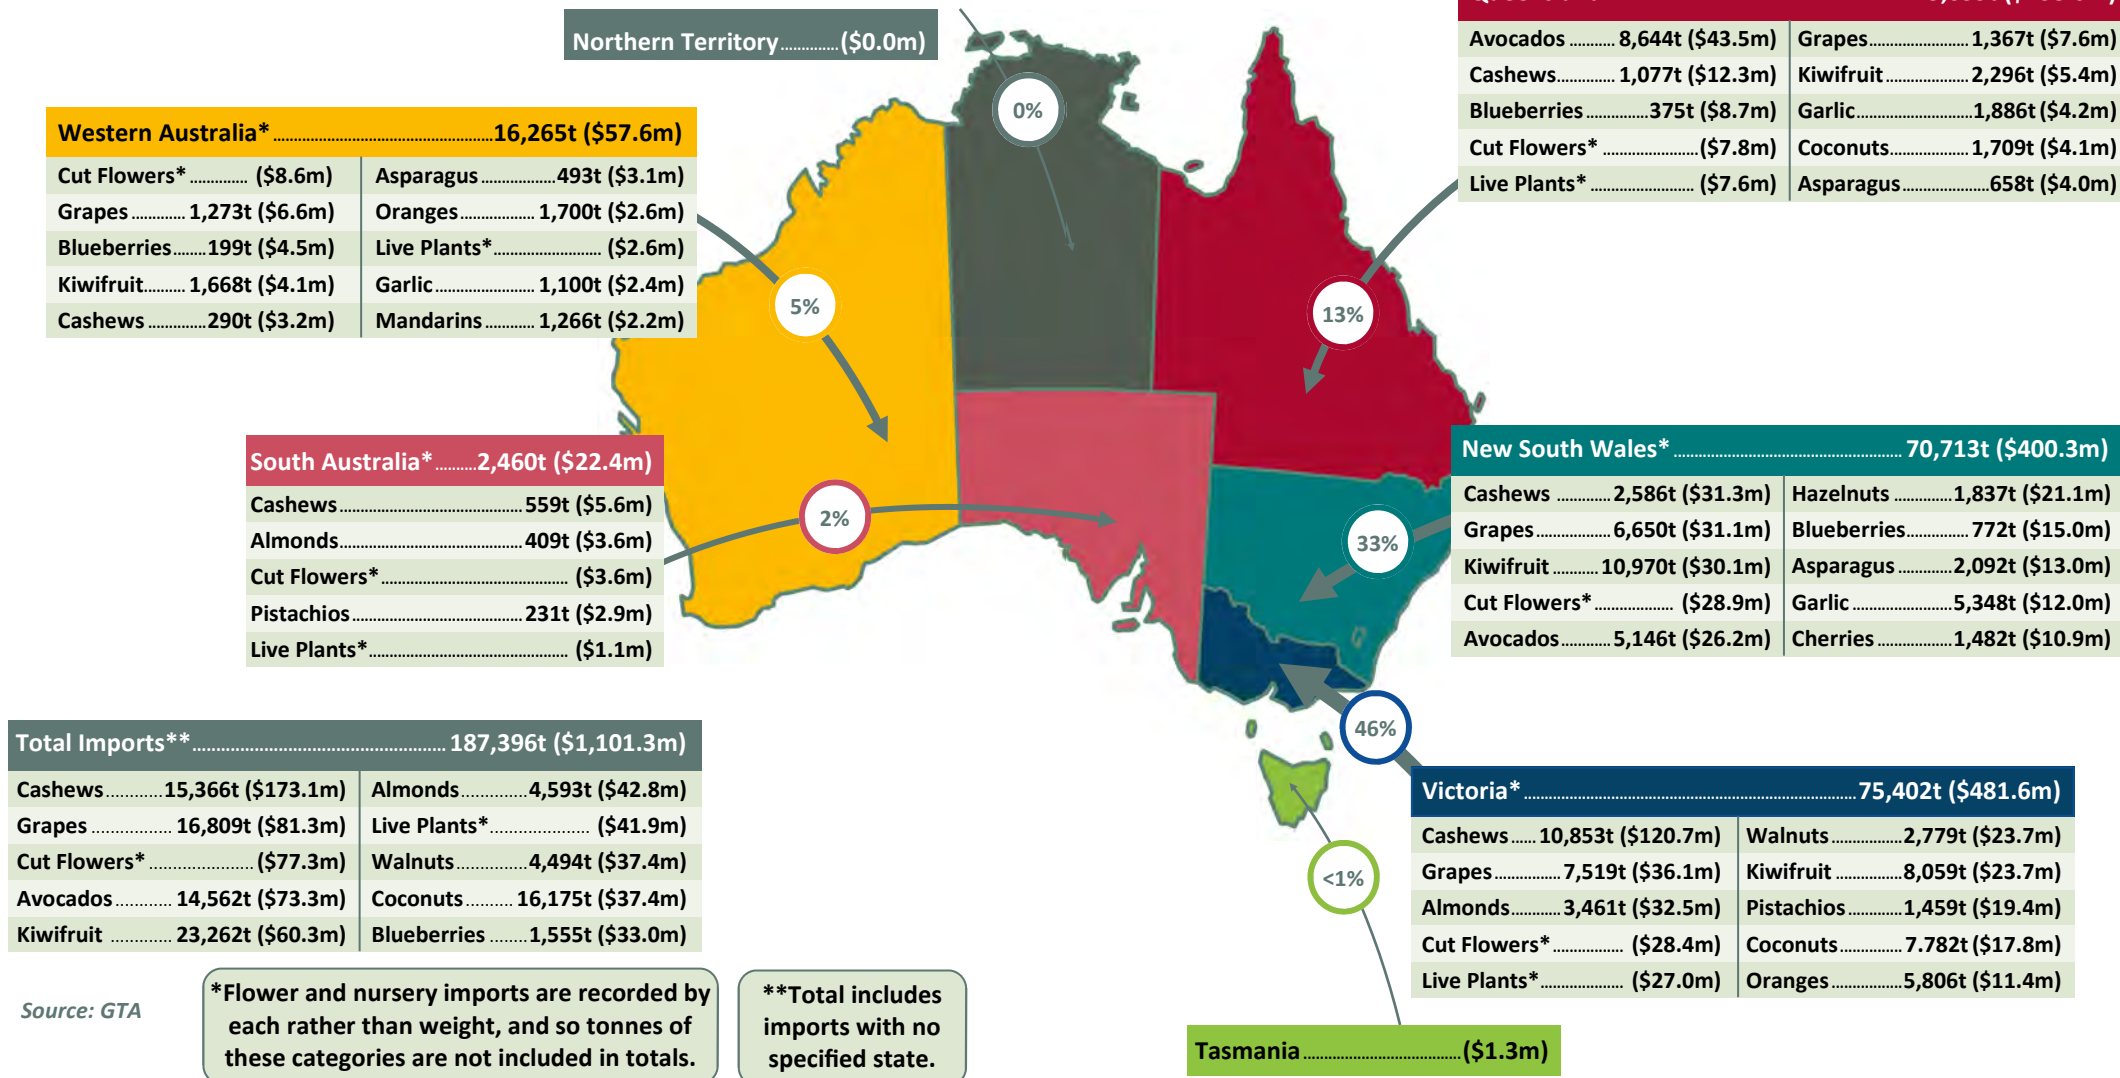 Northern Territory..............($0.0m)
0%
Avocados...........8,644t ($43.5m) Grapes.......................1,367t ($7.6m)
Cashews............1,077t ($12.3m) Kiwifruit...................2,296t ($5.4m)
Blueberries..............375t ($8.7m) Garlic...........................1,886t ($4.2m)
Cut Flowers*......................($7.8m) Coconuts..................1,709t ($4.1m)
Live Plants*........................ ($7.6m) Asparagus....................658t ($4.0m)
13%
Western Australia*....................................................16,265t ($57.6m)
Cut Flowers*.............. ($8.6m) Asparagus.................493t ($3.1m)
Grapes.............1,273t ($6.6m) Oranges..................1,700t ($2.6m)
Blueberries........199t ($4.5m) Live Plants*......................... ($2.6m)
Kiwifruit..........1,668t ($4.1m) Garlic........................1,100t ($2.4m)
Cashews..............290t ($3.2m) Mandarins............1,266t ($2.2m)
5%
South Australia*..........2,460t ($22.4m)
Cashews..........................................559t ($5.6m)
Almonds.........................................409t ($3.6m)
Cut Flowers*........................................... ($3.6m)
Pistachios.......................................231t ($2.9m)
Live Plants*.............................................. ($1.1m)
2%
New South Wales*.................................................. 70,713t ($400.3m)
Cashews.............2,586t ($31.3m) Hazelnuts.............1,837t ($21.1m)
Grapes....................6,650t ($31.1m) Blueberries...............772t ($15.0m)
Kiwifruit...........10,970t ($30.1m) Asparagus.............2,092t ($13.0m)
Cut Flowers*................... ($28.9m) Garlic.....................5,348t ($12.0m)
Avocados............5,146t ($26.2m) Cherries................1,482t ($10.9m)
33%
Total Imports**..................................................... 187,396t ($1,101.3m)
Cashews............15,366t ($173.1m) Almonds..............4,593t ($42.8m)
Grapes................. 16,809t ($81.3m) Live Plants*..................... ($41.9m)
Cut Flowers*......................($77.3m) Walnuts................4,494t ($37.4m)
Avocados............ 14,562t ($73.3m) Coconuts.......... 16,175t ($37.4m)
Kiwifruit ............. 23,262t ($60.3m) Blueberries........1,555t ($33.0m)
46%
Victoria*................................................................................75,402t ($481.6m)
Cashews......10,853t ($120.7m) Walnuts.................2,779t ($23.7m)
Grapes................7,519t ($36.1m) Kiwifruit................8,059t ($23.7m)
Almonds............3,461t ($32.5m) Pistachios.............1,459t ($19.4m)
Cut Flowers*................. ($28.4m) Coconuts...............7.782t ($17.8m)
Live Plants*.................... ($27.0m) Oranges.................5,806t ($11.4m)
<1%
Source: GTA
*Flower and nursery imports are recorded by
each rather than weight, and so tonnes of
these categories are not included in totals.
**Total includes
imports with no
specified state.
Tasmania......................................($1.3m)